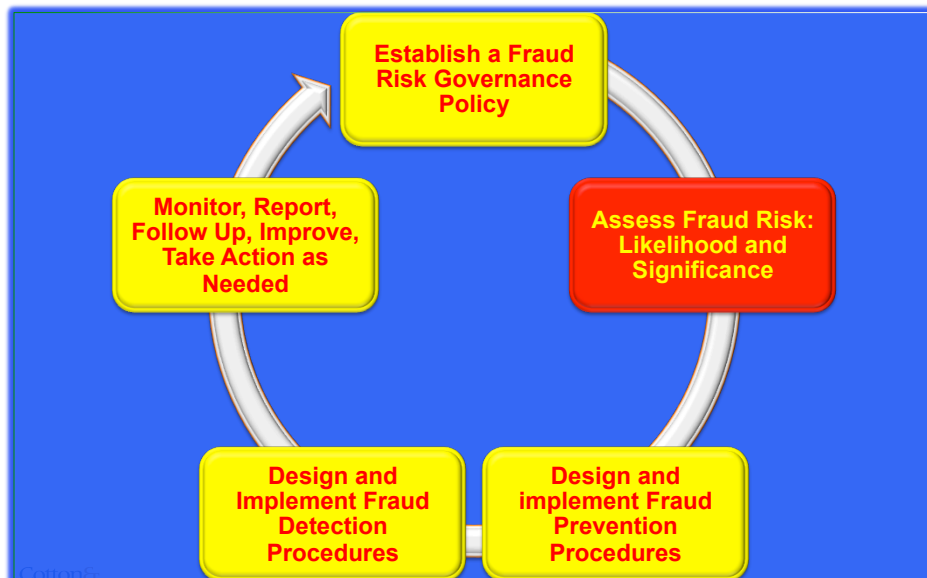 Establish a Fraud
Risk Governance
Policy
Assess Fraud Risk:
Likelihood and
Significance
Design and
implement Fraud
Prevention
Procedures
Design and
Implement Fraud
Detection
Procedures
Monitor, Report,
Follow Up, Improve,
Take Action as
Needed
Cotton&